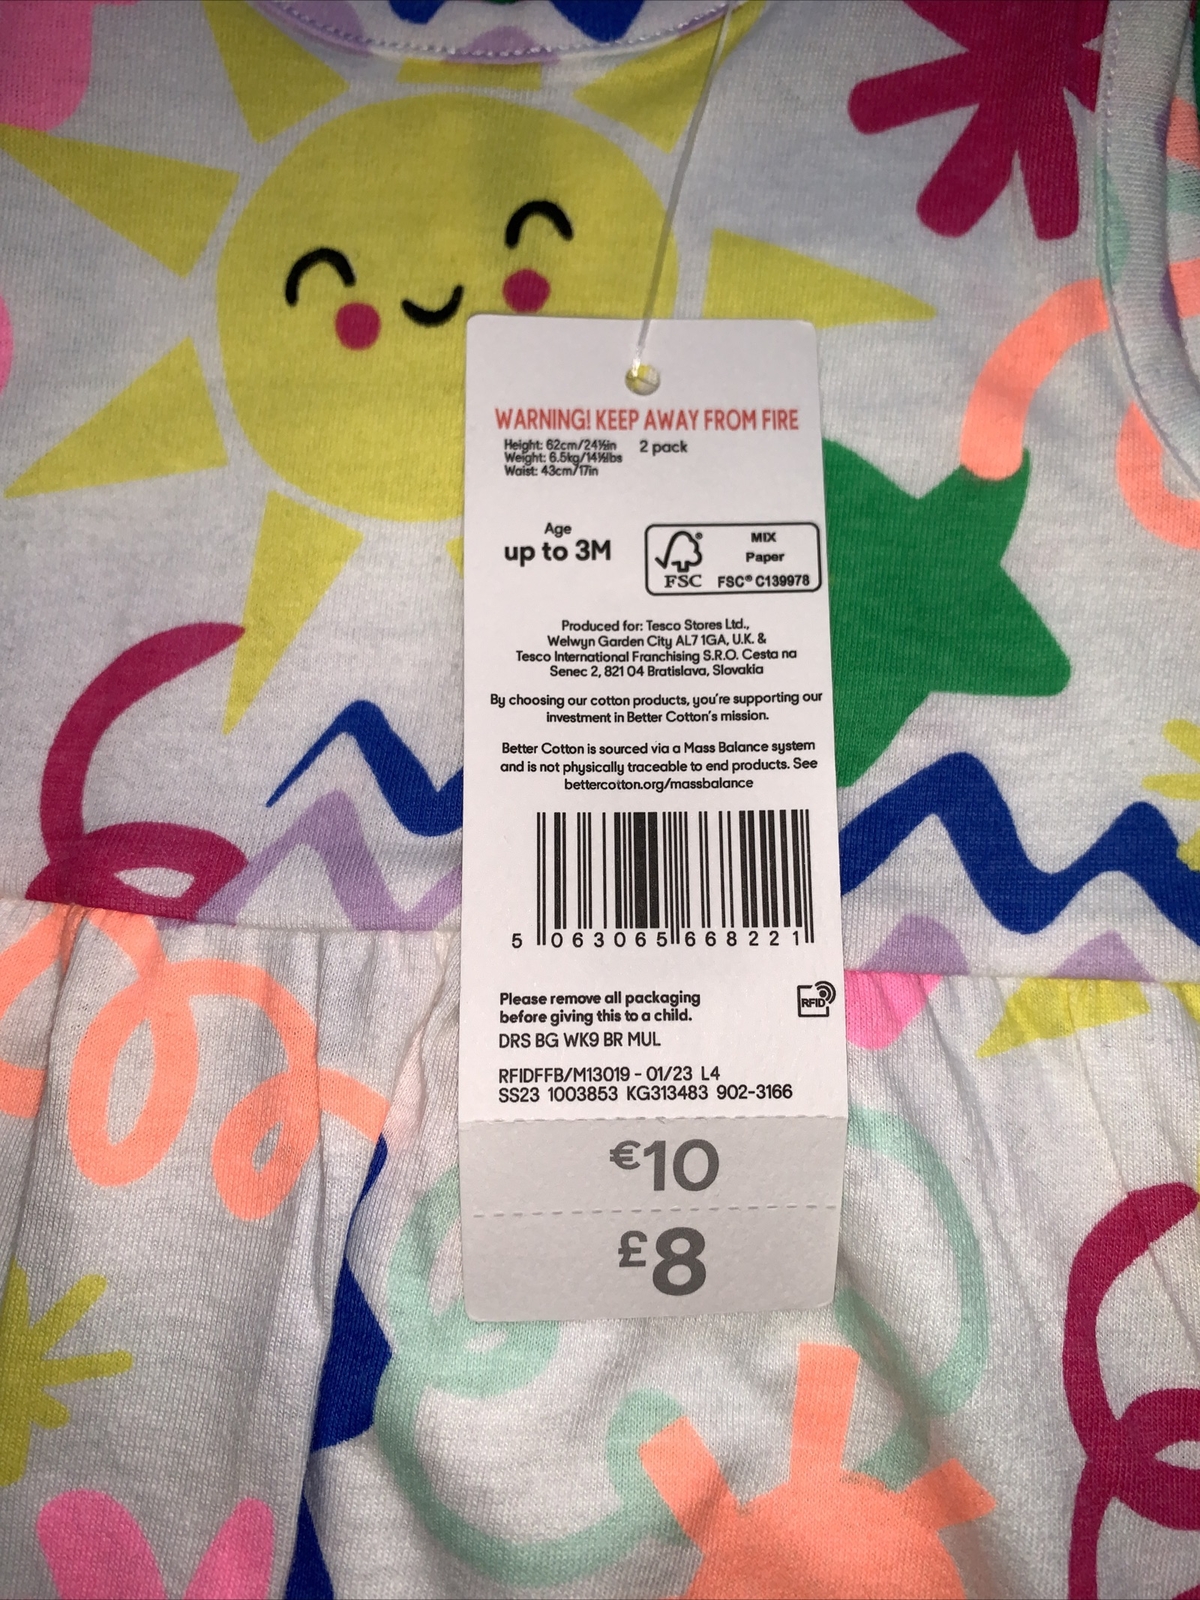 WARNING! KEEP AWAY FROM FIRE
Height: 62cm/24½in 2 pack
Weight: 6.5kg/14½lbs
Waist: 43cm/17in
Age
up to 3M
FSC®
MIX
Paper
FSC® C139978
Produced for: Tesco Stores Ltd.,
Welwyn Garden City AL7 1GA, U.K. &
Tesco International Franchising S.R.O. Cesta na
Senec 2, 821 04 Bratislava, Slovakia
By choosing our cotton products, you're supporting our
investment in Better Cotton's mission.
Better Cotton is sourced via a Mass Balance system
and is not physically traceable to end products. See
bettercotton.org/massbalance
5 063065 668221
Please remove all packaging
before giving this to a child.
RFID
DRS BG WK9 BR MUL
RFIDFFB/M13019 - 01/23 L4
SS23 1003853 KG313483 902-3166
€10
£8